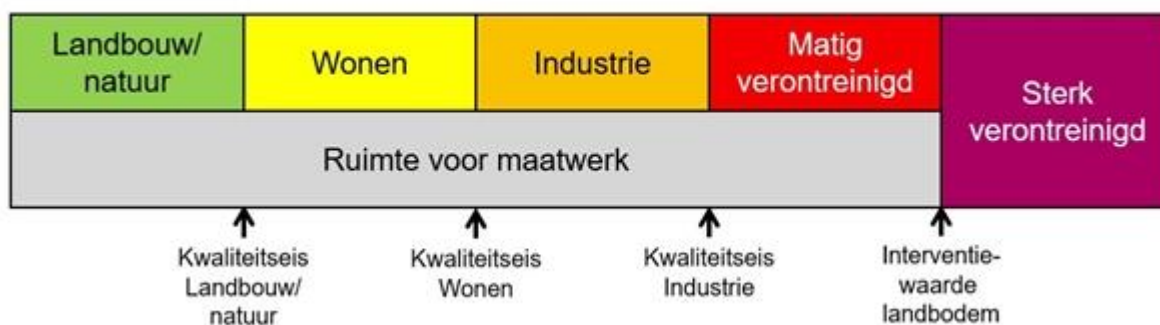 Landbouw/
natuur
Wonen
Industrie
Matig
verontreinigd
Sterk
verontreinigd
Ruimte voor maatwerk
Kwaliteitseis
Landbouw/
natuur
Kwaliteitseis
Wonen
Kwaliteitseis
Industrie
Interventie-
waarde
landbodem